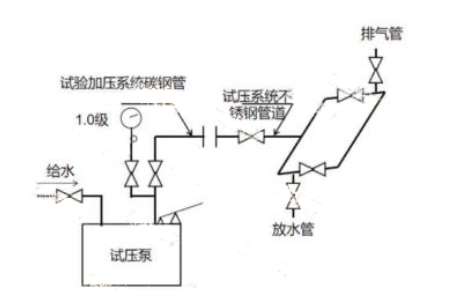 排气管
试验加压系统碳钢管
试压系统不
锈钢管道
1.0级
给水
放水管
试压泵